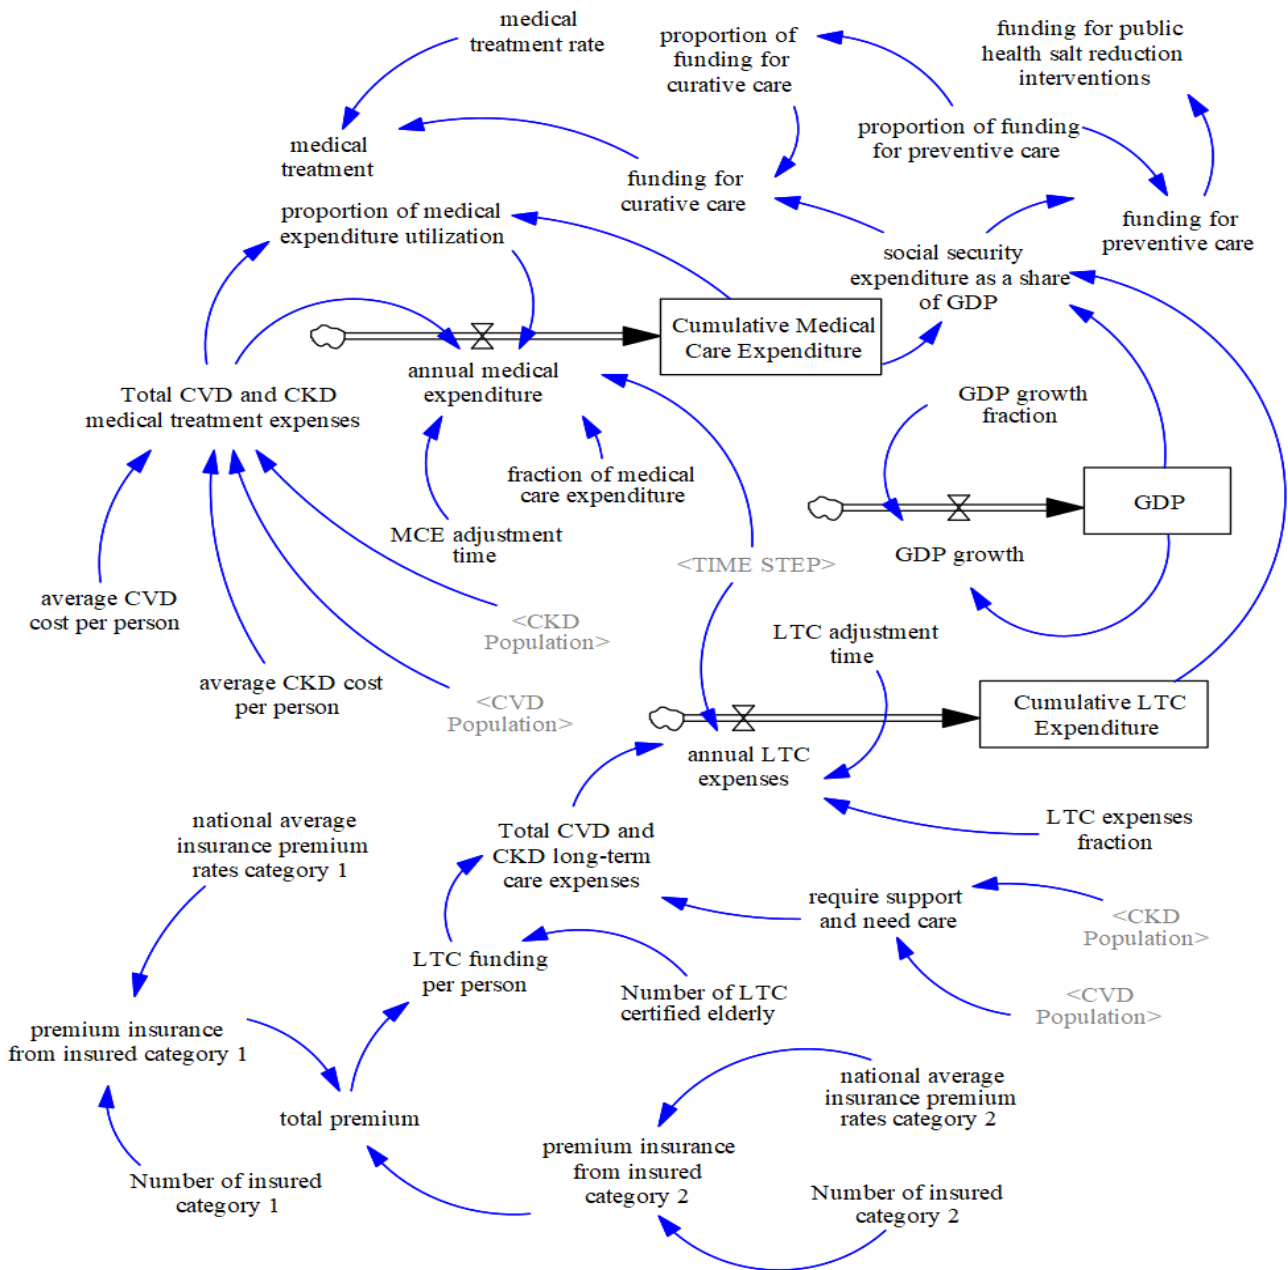 medical
treatment rate
proportion of
funding for
curative care
funding for public
health salt reduction
interventions
medical
treatment
proportion of funding
for preventive care
funding for
curative care
funding for
preventive care
proportion of medical
expenditure utilization
social security
expenditure as a share
of GDP
Cumulative Medical
Care Expenditure
annual medical
expenditure
Total CVD and CKD
medical treatment expenses
GDP growth
fraction
fraction of medical
care expenditure
GDP
MCE adjustment
time
<TIME STEP>
GDP growth
average CVD
cost per person
<CKD
Population>
LTC adjustment
time
average CKD cost
per person
<CVD
Population>
Cumulative LTC
Expenditure
annual LTC
expenses
national average
insurance premium
rates category 1
Total CVD and
CKD long-term
care expenses
LTC expenses
fraction
require support
and need care
<CKD
Population>
LTC funding
per person
Number of LTC
certified elderly
<CVD
Population>
premium insurance
from insured category 1
national average
insurance premium
rates category 2
total premium
premium insurance
from insured
category 2
Number of insured
category 1
Number of insured
category 2